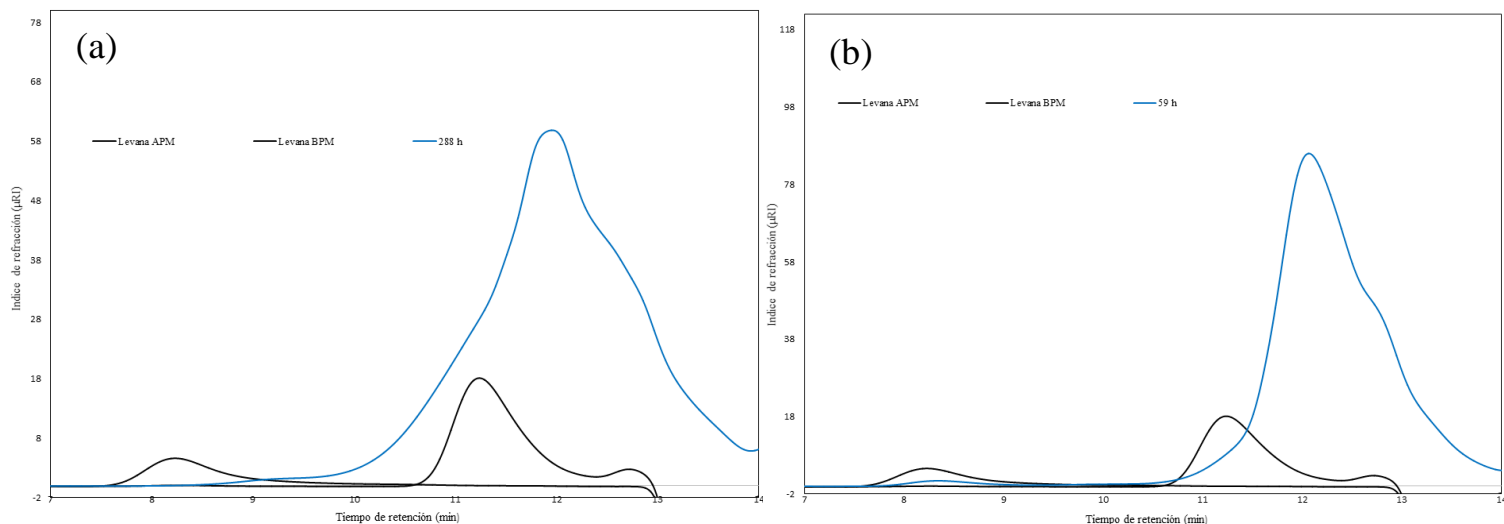 (a)
78
68
58
48
38
28
18
8
-2
Indice de refracción (µRI)
Levana APM
Levana BPM
288 h
7
8
9
10
11
12
13
14
Tiempo de retención (min)
(b)
118
98
78
58
38
18
-2
Indice de refracción (µRI)
Levana APM
Levana BPM
59 h
7
8
9
10
11
12
13
14
Tiempo de retención (min)